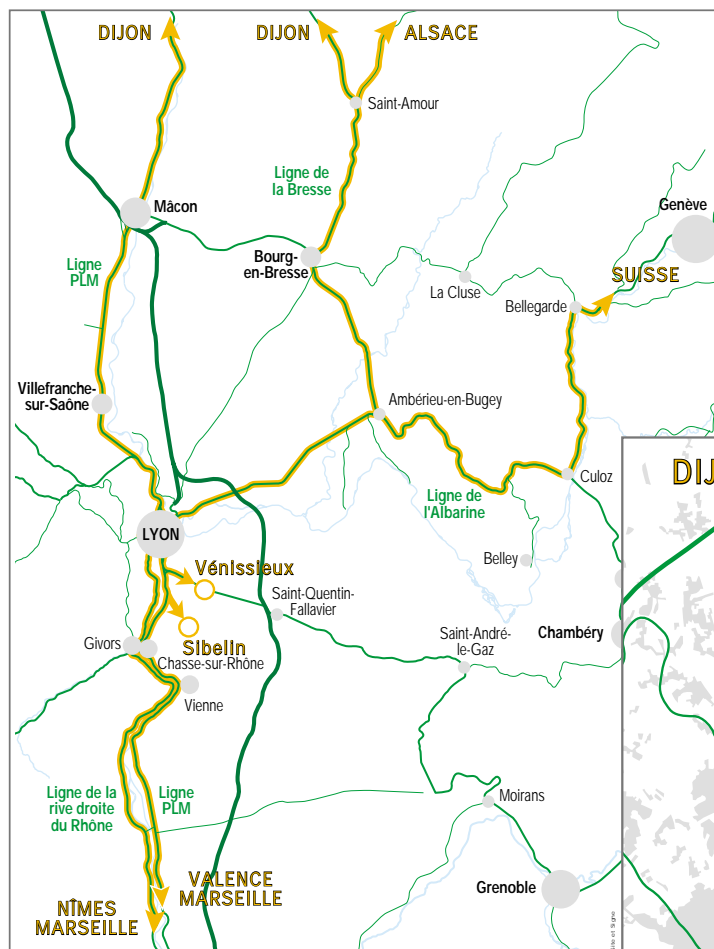 DIJON
DIJON
ALSACE
Saint-Amour
Ligne de
la Bresse
Mâcon
Genève
Bourg-
en-Bresse
Ligne
PLM
SUISSE
La Cluse
Bellegarde
Villefranche-
sur-Saône
Ambérieu-en-Bugey
DIJ
Culoz
Ligne de
l'Albarine
LYON
Belley
Vénissieux
Saint-Quentin-
Fallavier
Sibelin
Saint-André-
le-Gaz
Chambéry
Givors
Chasse-sur-Rhône
Vienne
Ligne de la
rive droite
du Rhône
Ligne
PLM
Moirans
VALENCE
MARSEILLE
Grenoble
NÎMES
MARSEILLE
et Signe